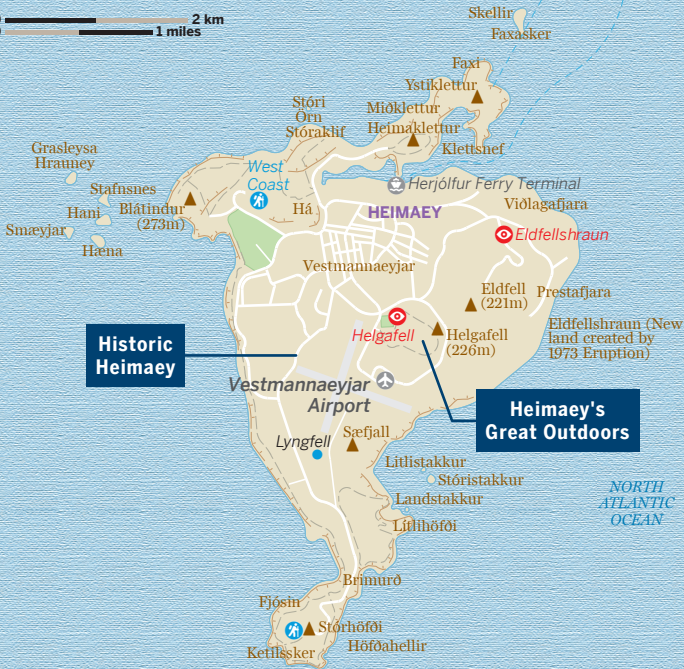 2 km
1 miles
Skellir
Faxasker
Faxi
Ystiklettur
Miðklettur
Heimaklettur
Klettsnef
Stóri
Örn
Stóraklif
Grasleysa
Hrauney
Stafnsnes
Hani
Blátindur
(273m)
Smæyjar
Hæna
West
Coast
Há
Herjólfur Ferry Terminal
HEIMAEY
Viðlagafjara
Eldfellshraun
Vestmannaeyjar
Eldfell
(221m)
Prestafjara
Helgafell
Helgafell
(226m)
Eldfellshraun (New
land created by
1973 Eruption)
Historic
Heimaey
Vestmannaeyjar
Airport
Heimaey's
Great Outdoors
Sæfjall
Lyngfell
Litlistakkur
Stóristakkur
Landstakkur
Lítlihöfði
NORTH
ATLANTIC
OCEAN
Brimurð
Fjósin
Stórhöfði
Höfðahellir
Ketilssker